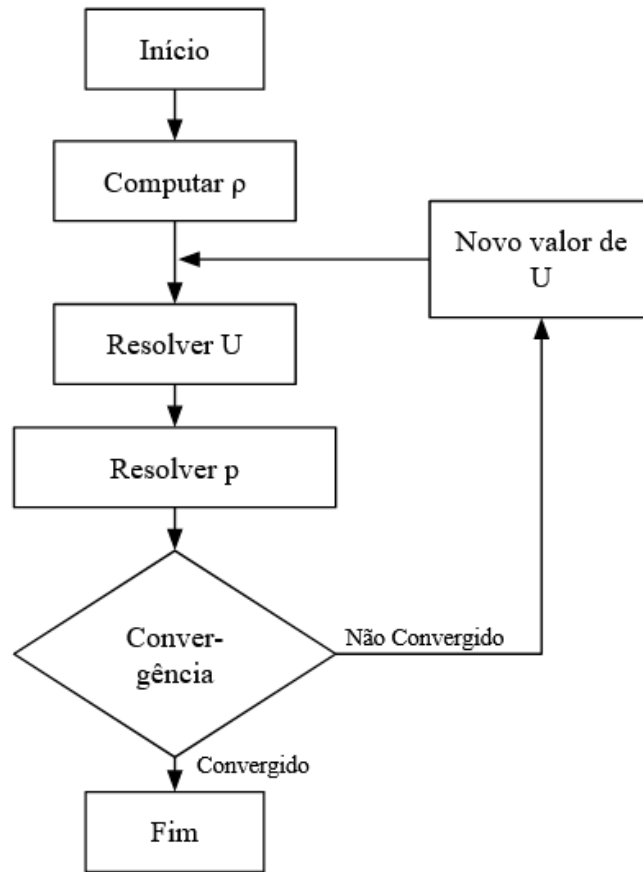 Início
Computar ρ
Novo valor de
U
Resolver U
Resolver p
Conver-
gência
Não Convergido
Convergido
Fim